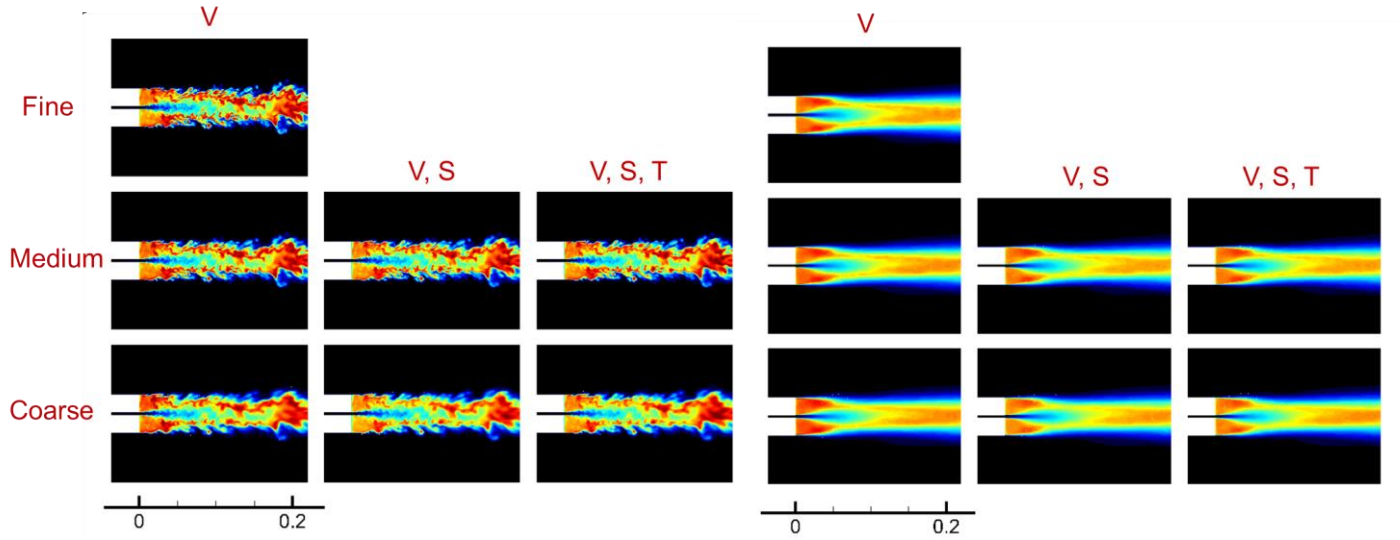 V V
Fine
V, S V, S, T V, S V, S, T
Medium
Coarse
0 0.2 0 0.2